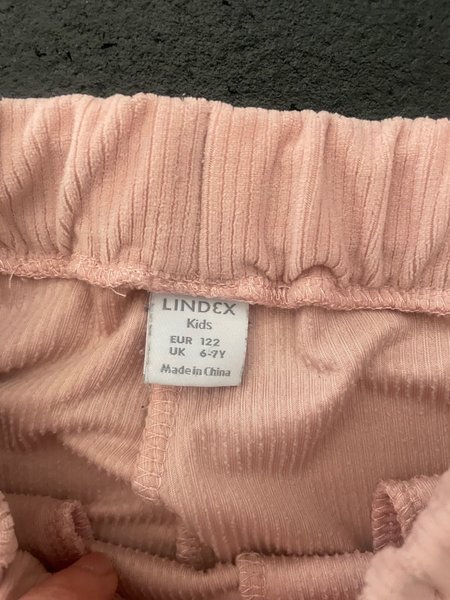 LINDEX
Kids
EUR 122
UK 6-7Y
Made in China